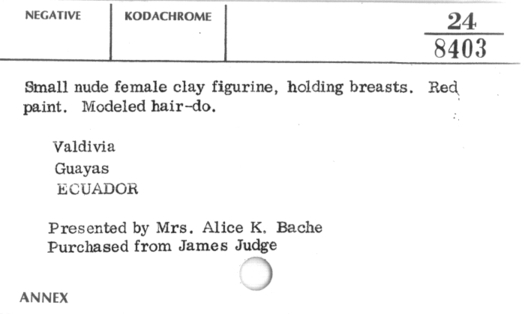 NEGATIVE
KODACHROME
24
8403
Small nude female clay figurine, holding breasts. Red
paint. Modeled hair-do.
Valdivia
Guayas
ECUADOR
Presented by Mrs. Alice K. Bache
Purchased from James Judge
ANNEX